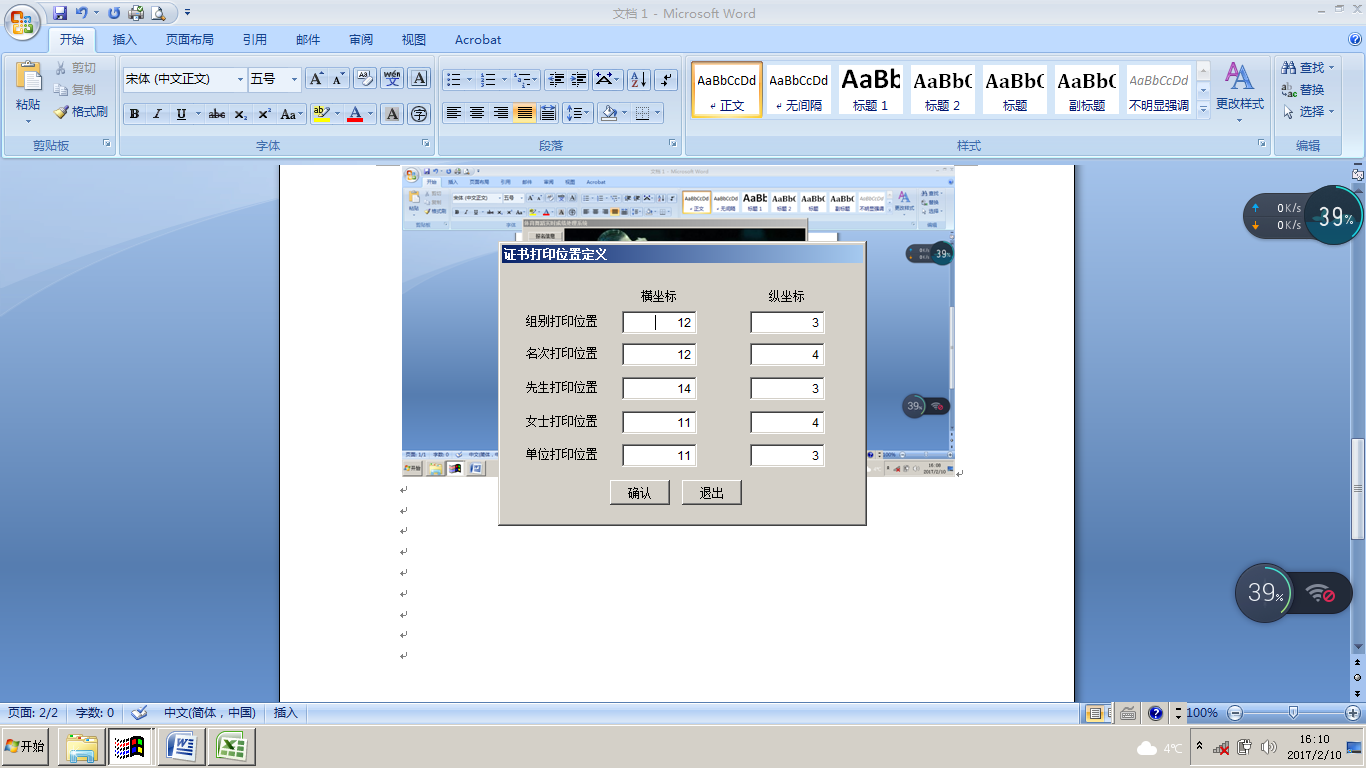 文档 1 - Microsoft Word
开始 插入 页面布局 引用 邮件 审阅 视图 Acrobat
粘贴
剪切
复制
格式刷
剪贴板
宋体 (中文正文) 五号
字体
段落
AaBbCcDd AaBbCcDd AaBb AaBbC AaBbC AaBbC AaBbCcDd
正文 无间隔 标题 1 标题 2 标题 副标题 不明显强调
样式
更改样式
查找
替换
选择
编辑
0K/s
0K/s
39%
证书打印位置定义
横坐标 纵坐标
组别打印位置 12 3
名次打印位置 12 4
先生打印位置 14 3
女士打印位置 11 4
单位打印位置 11 3
确认 退出
39%
39%
39%
页面: 2/2 字数: 0 中文(简体，中国) 插入 100%
开始
4℃
16:10
2017/2/10